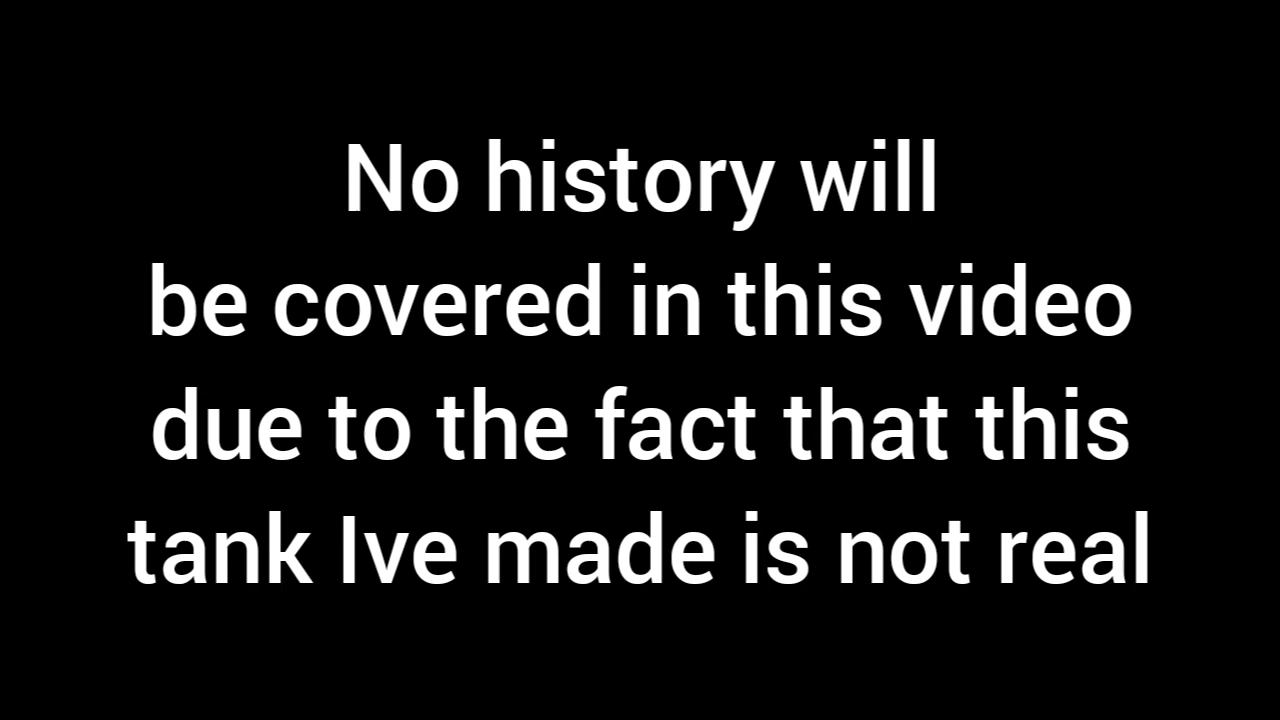 No history will
be covered in this video
due to the fact that this
tank Ive made is not real